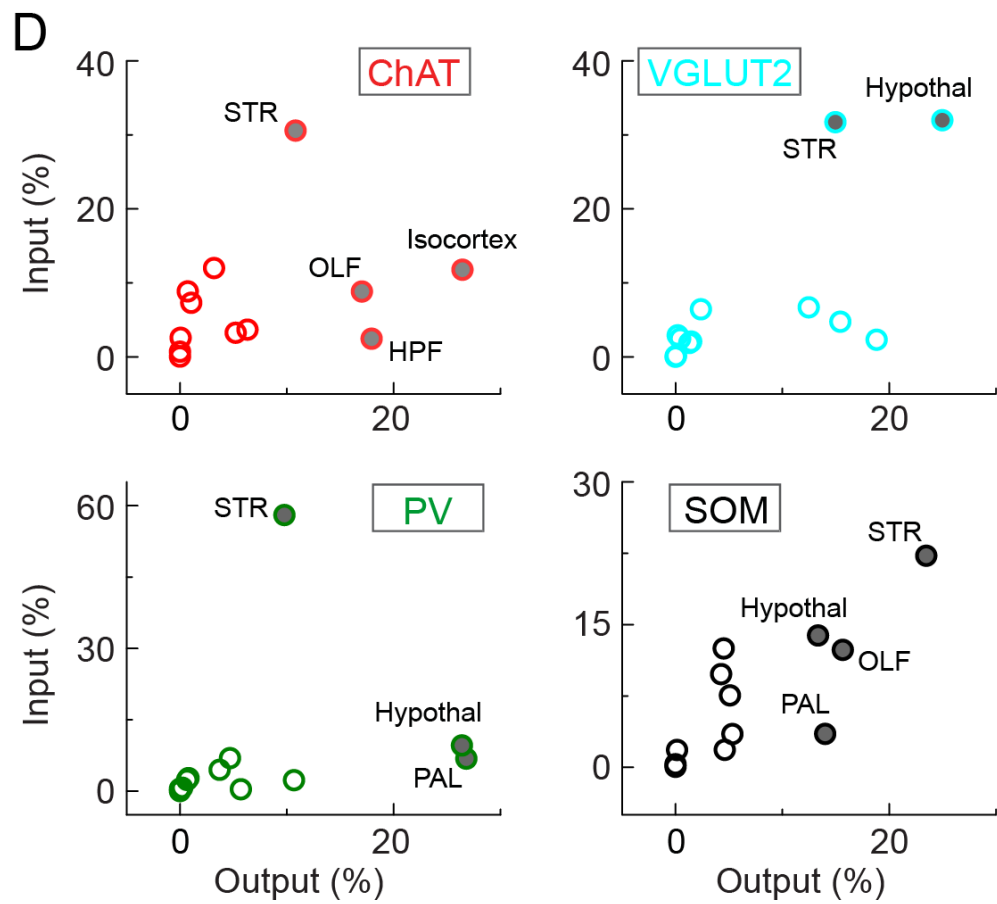 D
ChAT
VGLUT2
40
20
0
Input (%)
STR
OLF
Isocortex
HPF
0
20
40
20
0
STR
Hypothal
0
20
PV
SOM
60
30
0
Input (%)
STR
Hypothal
PAL
0
20
Output (%)
30
15
0
STR
Hypothal
OLF
PAL
0
20
Output (%)